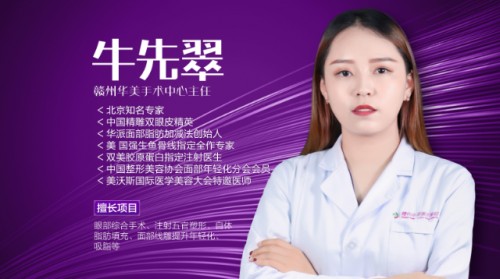 牛先翠
赣州华美手术中心主任
<北京知名专家
<中国精雕双眼皮精英
<华派面部脂肪加减法创始人
<美 国强生鱼骨线指定全作专家
<双美胶原蛋白指定注射医生
<中国整形美容协会面部年轻化分会会员
<美沃斯国际医学美容大会特邀医师
擅长项目
眼部综合手术、注射五官塑形、自体
脂肪填充、面部线雕提升年轻化、
吸脂等